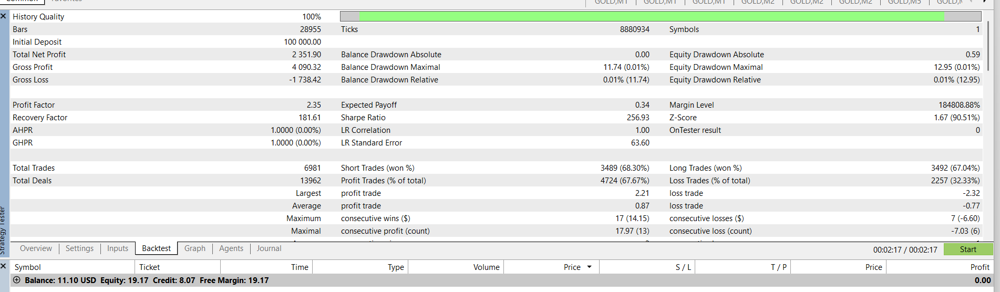 Common Favorites GOLD,M1 GOLD,M1 GOLD,M1 GOLD,M2 GOLD,M2 GOLD,M2 GOLD,M5
History Quality 100%
Bars 28955 Ticks 8880934 Symbols 1
Initial Deposit 100 000.00
Total Net Profit 2 351.90 Balance Drawdown Absolute 0.00 Equity Drawdown Absolute 0.59
Gross Profit 4 090.32 Balance Drawdown Maximal 11.74 (0.01%) Equity Drawdown Maximal 12.95 (0.01%)
Gross Loss -1 738.42 Balance Drawdown Relative 0.01% (11.74) Equity Drawdown Relative 0.01% (12.95)
Profit Factor 2.35 Expected Payoff 0.34 Margin Level 184808.88%
Recovery Factor 181.61 Sharpe Ratio 256.93 Z-Score 1.67 (90.51%)
AHPR 1.0000 (0.00%) LR Correlation 1.00 OnTester result 0
GHPR 1.0000 (0.00%) LR Standard Error 63.60
Total Trades 6981 Short Trades (won %) 3489 (68.30%) Long Trades (won %) 3492 (67.04%)
Total Deals 13962 Profit Trades (% of total) 4724 (67.67%) Loss Trades (% of total) 2257 (32.33%)
Largest profit trade 2.21 loss trade -2.32
Average profit trade 0.87 loss trade -0.77
Maximum consecutive wins ($) 17 (14.15) consecutive losses ($) 7 (-6.60)
Maximal consecutive profit (count) 17.97 (13) consecutive loss (count) -7.03 (6)
Strategy Tester
Overview Settings Inputs Backtest Graph Agents Journal 00:02:17 / 00:02:17 Start
Symbol Ticket Time Type Volume Price S / L T / P Price Profit
Balance: 11.10 USD Equity: 19.17 Credit: 8.07 Free Margin: 19.17 0.00